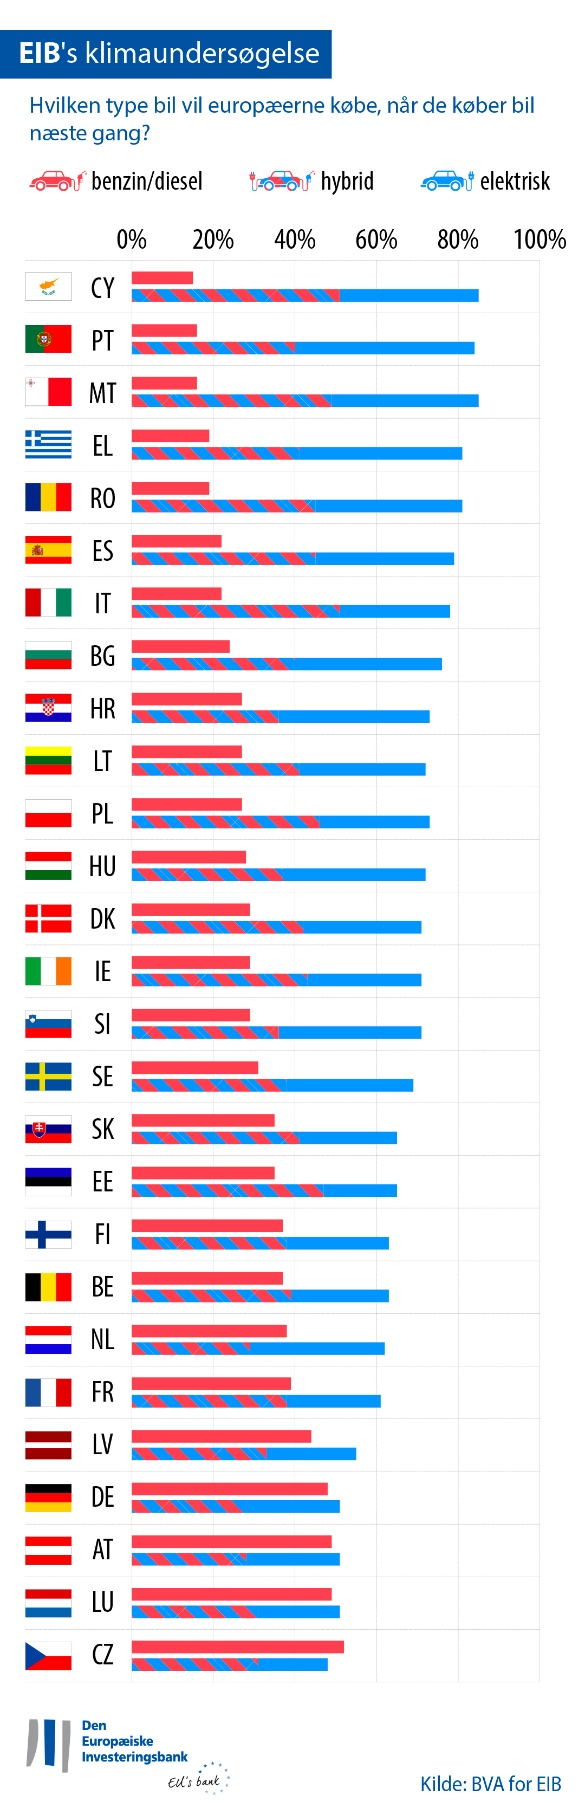 EIB's klimaundersøgelse
Hvilken type bil vil europæerne købe, når de køber bil
næste gang?
benzin/diesel hybrid elektrisk
0% 20% 40% 60% 80% 100%
CY
PT
MT
EL
RO
ES
IT
BG
HR
LT
PL
HU
DK
IE
SI
SE
SK
EE
FI
BE
NL
FR
LV
DE
AT
LU
CZ
Den
Europæiske
Investeringsbank
EU's bank
Kilde: BVA for EIB